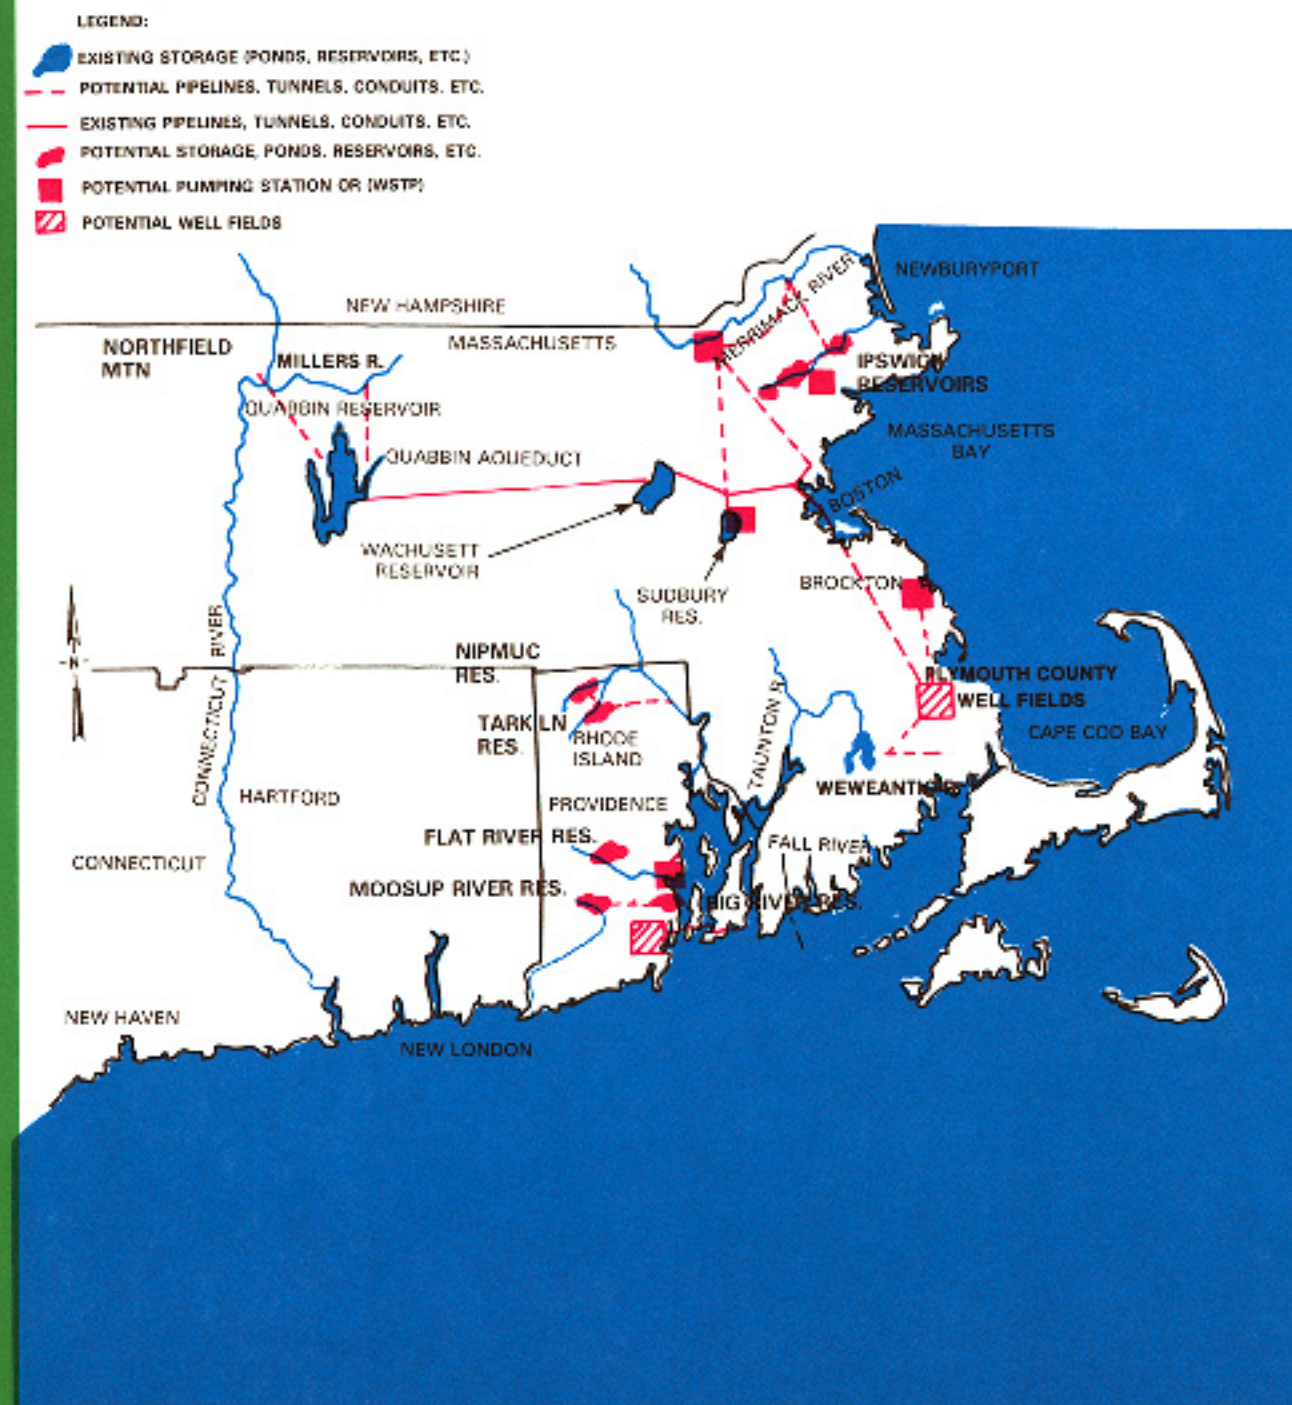 LEGEND:
EXISTING STORAGE (PONDS, RESERVOIRS, ETC.)
POTENTIAL PIPELINES, TUNNELS, CONDUITS, ETC.
EXISTING PIPELINES, TUNNELS, CONDUITS, ETC.
POTENTIAL STORAGE, PONDS, RESERVOIRS, ETC.
POTENTIAL PUMPING STATION OR (WSTP)
POTENTIAL WELL FIELDS
NEWBURYPORT
NEW HAMPSHIRE
MASSACHUSETTS
MERRIMACK RIVER
NORTHFIELD
MTN
MILLERS R.
IPSWICH
RESERVOIRS
QUABBIN RESERVOIR
MASSACHUSETTS
BAY
QUABBIN AQUEDUCT
BOSTON
WACHUSETT
RESERVOIR
SUDBURY
RES.
BROCKTON
N
CONNECTICUT RIVER
NIPMUC
RES.
PLYMOUTH COUNTY
WELL FIELDS
TARKLN
RES.
RHODE
ISLAND
TAUNTON R.
CAPE COD BAY
HARTFORD
PROVIDENCE
WEWEANTIC R.
FLAT RIVER RES.
FALL RIVER
CONNECTICUT
MOOSUP RIVER RES.
BIG RIVER RES.
NEW HAVEN
NEW LONDON